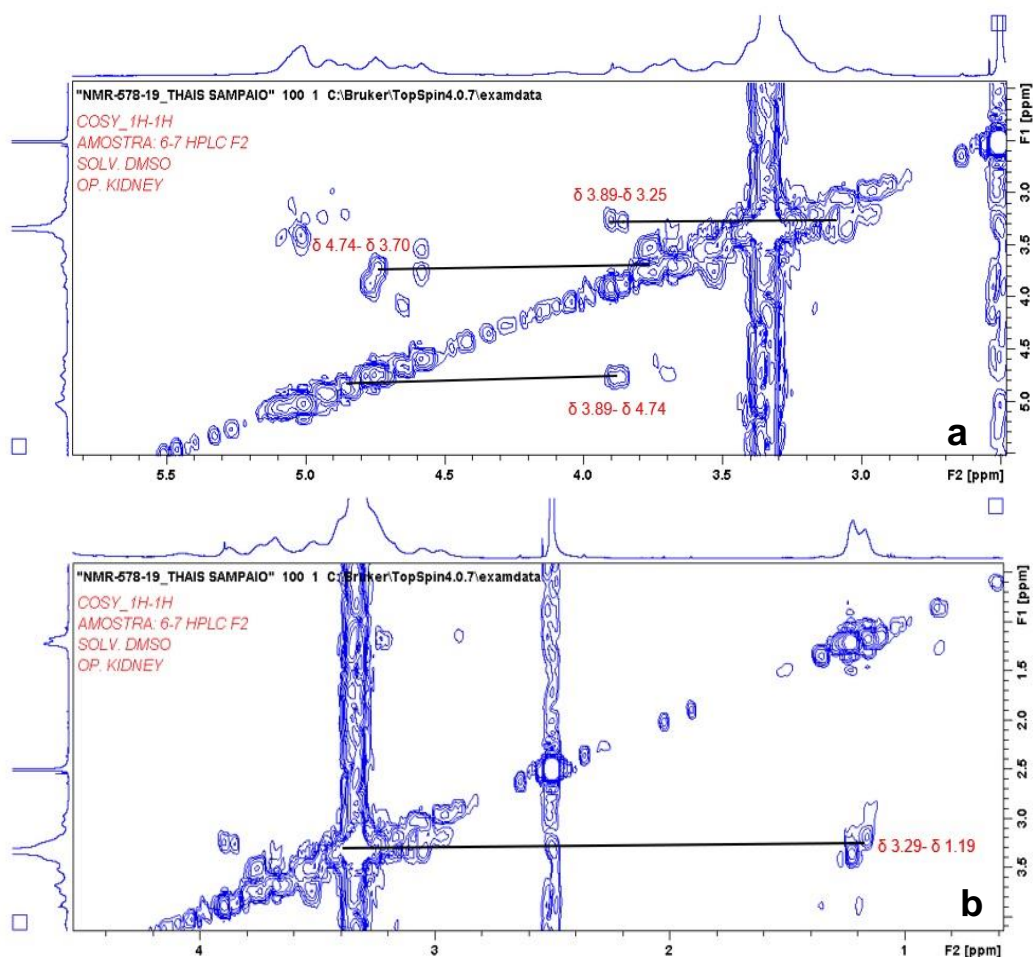 "NMR-578-19_THAIS SAMPAIO" 100 1 C:\Bruker\TopSpin4.0.7\examdata
COSY_1H-1H
AMOSTRA: 6-7 HPLC F2
SOLV. DMSO
OP. KIDNEY
δ 3.89-δ 3.25
δ 4.74- δ 3.70
δ 3.89- δ 4.74
a
F1 [ppm]
3.0
3.5
4.0
4.5
5.0
5.5 5.0 4.5 4.0 3.5 3.0 F2 [ppm]
"NMR-578-19_THAIS SAMPAIO" 100 1 C:\Bruker\TopSpin4.0.7\examdata
COSY_1H-1H
AMOSTRA: 6-7 HPLC F2
SOLV. DMSO
OP. KIDNEY
δ 3.29- δ 1.19
b
F1 [ppm]
1.0
1.5
2.0
2.5
3.0
3.5
4 3 2 1 F2 [ppm]